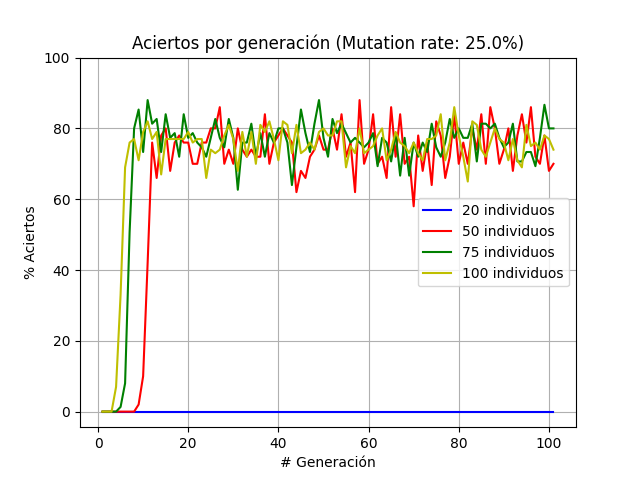 Aciertos por generación (Mutation rate: 25.0%)
100
80
60
40
20
0
% Aciertos
20 individuos
50 individuos
75 individuos
100 individuos
0 20 40 60 80 100
# Generación